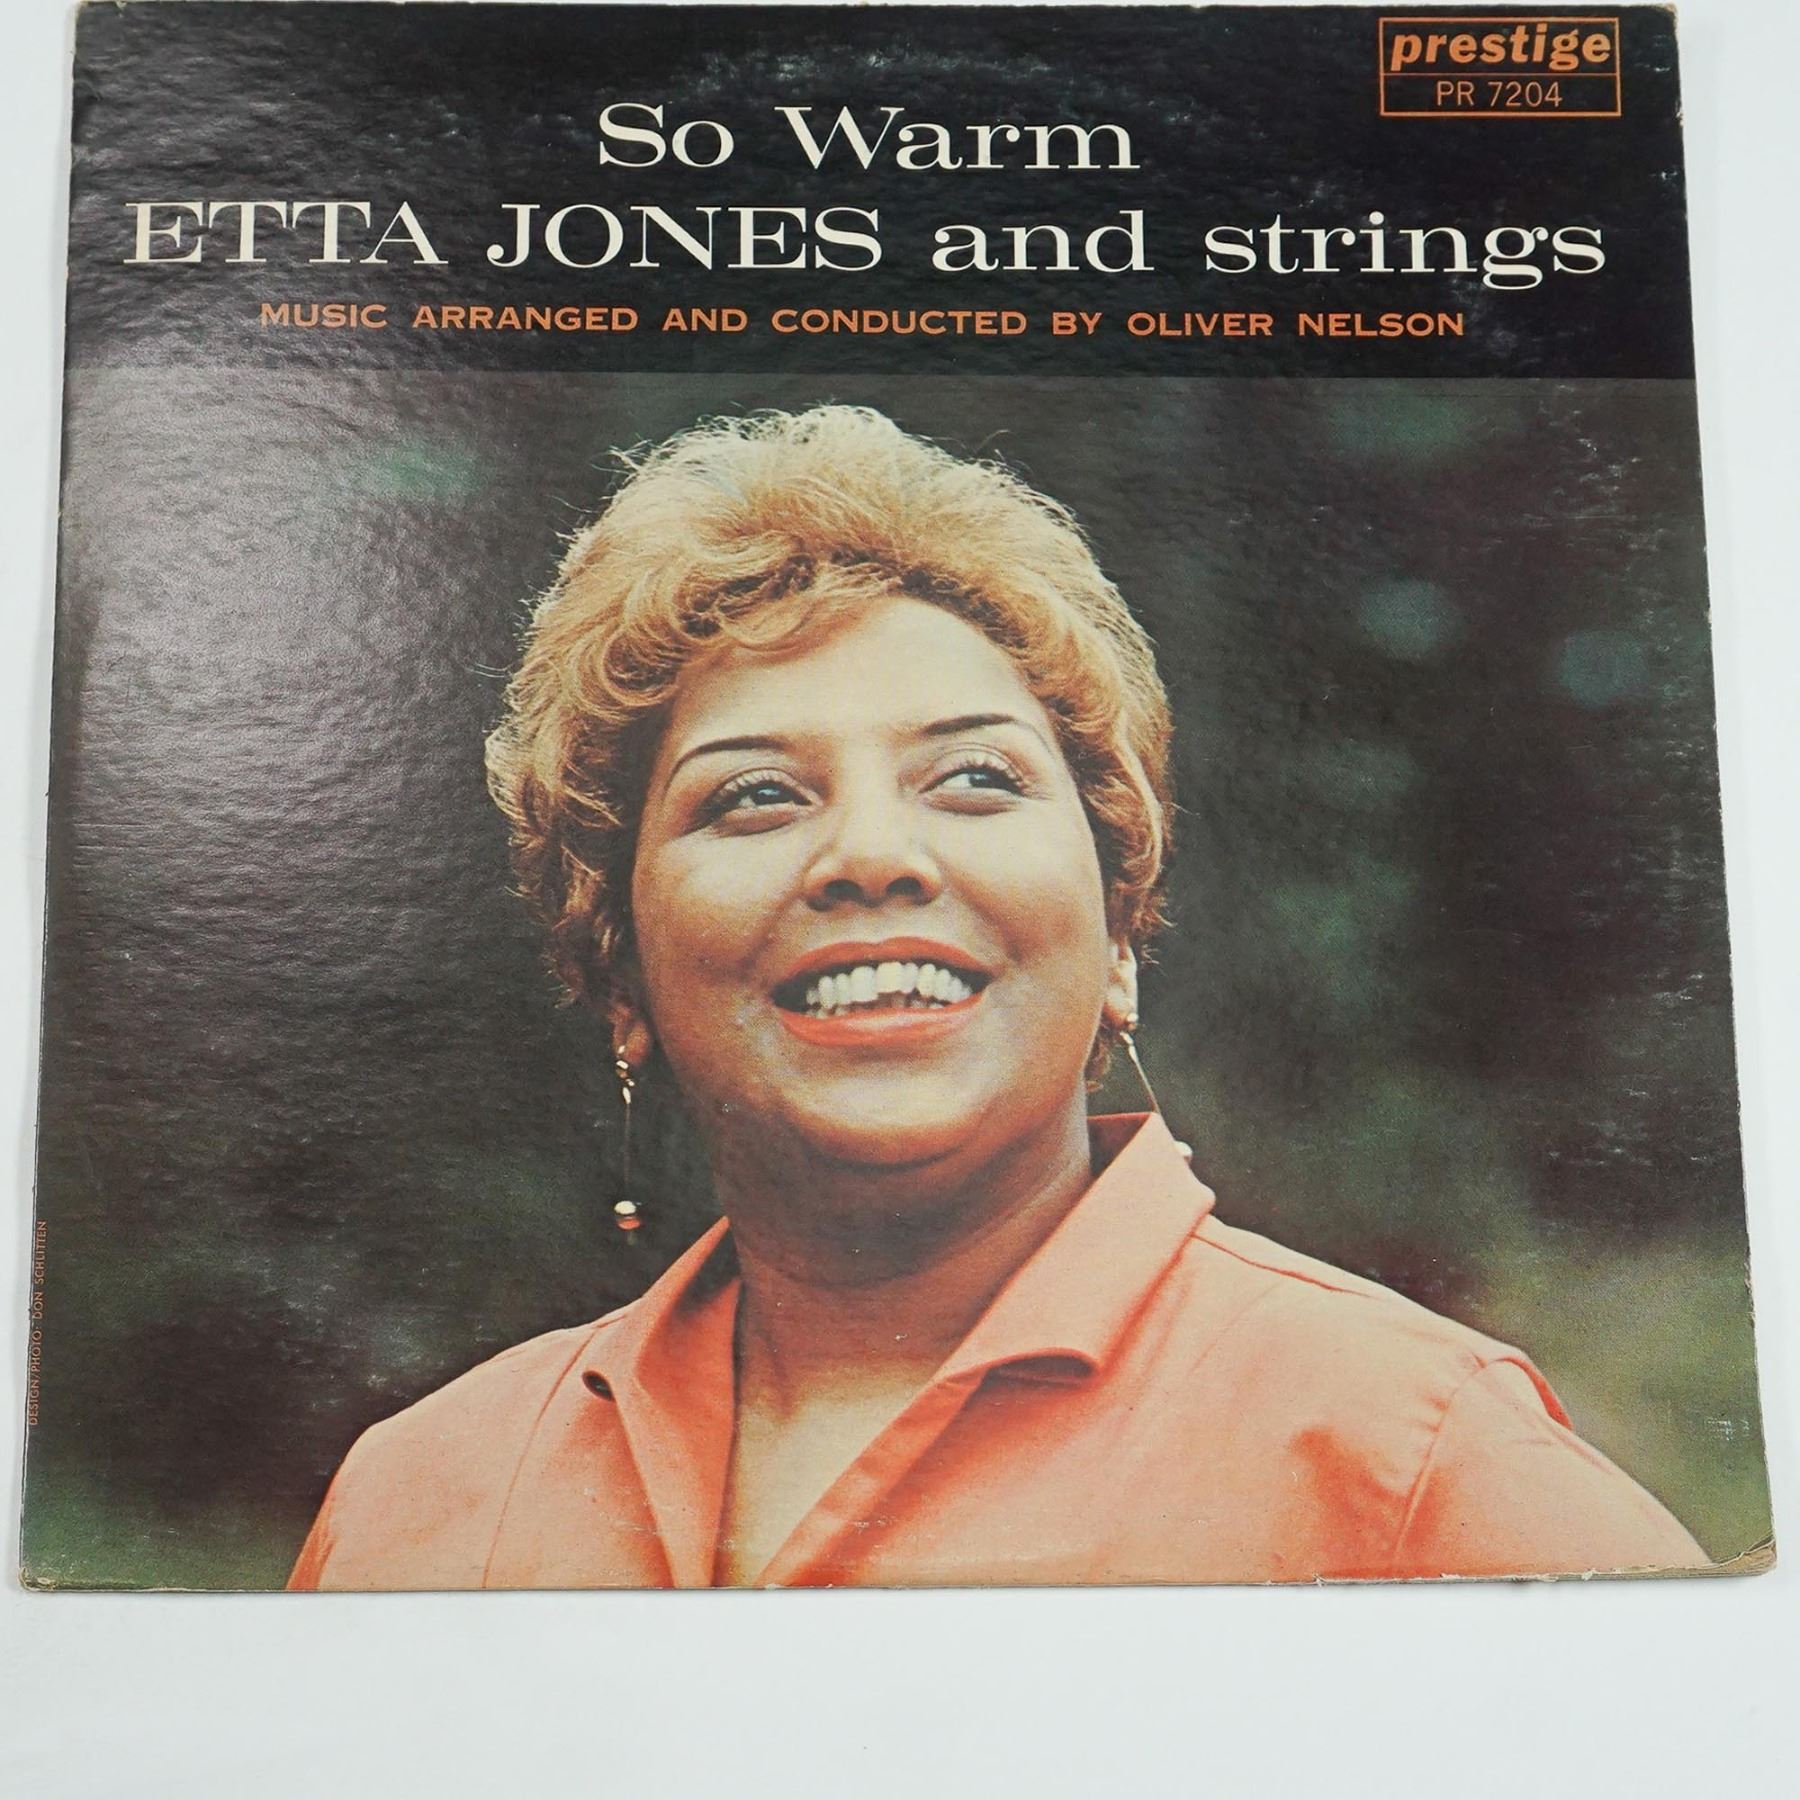 prestige
PR 7204
So Warm
ETTA JONES and strings
MUSIC ARRANGED AND CONDUCTED BY OLIVER NELSON
DESIGN/PHOTO · DON SCHLITTEN